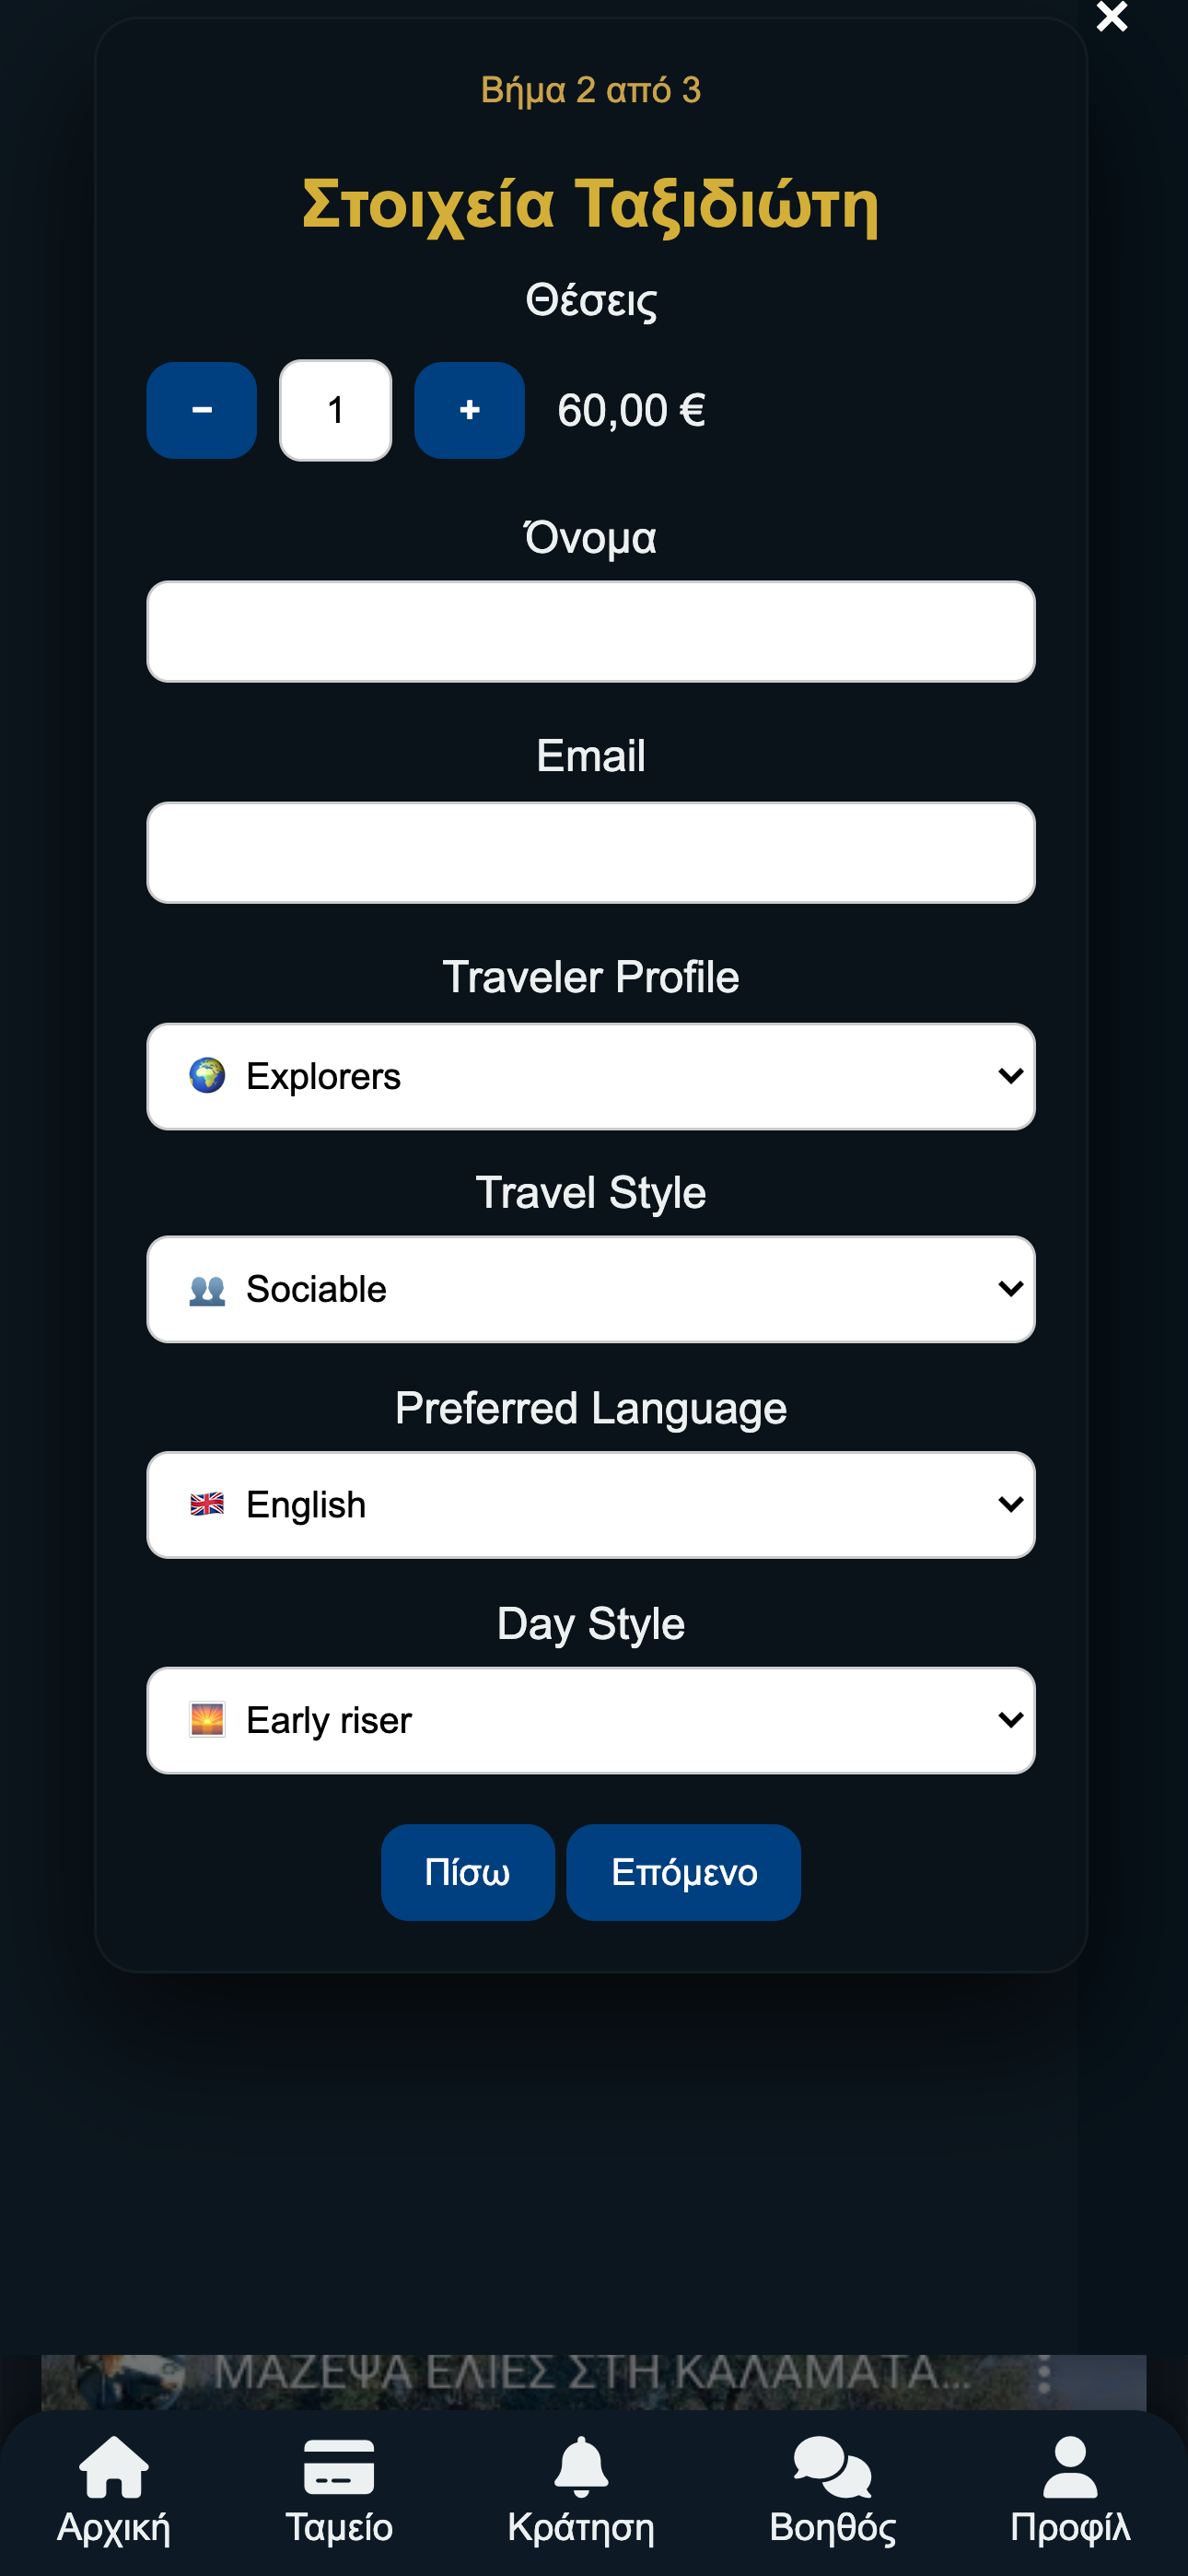 Βήμα 2 από 3
Στοιχεία Ταξιδιώτη
Θέσεις
− 1 + 60,00 €
Όνομα
Email
Traveler Profile
🌍 Explorers
Travel Style
👥 Sociable
Preferred Language
🇬🇧 English
Day Style
🌅 Early riser
Πίσω Επόμενο
ΜΑΖΕΨΑ ΕΛΙΕΣ ΣΤΗ ΚΑΛΑΜΑΤΑ...
Αρχική Ταμείο Κράτηση Βοηθός Προφίλ